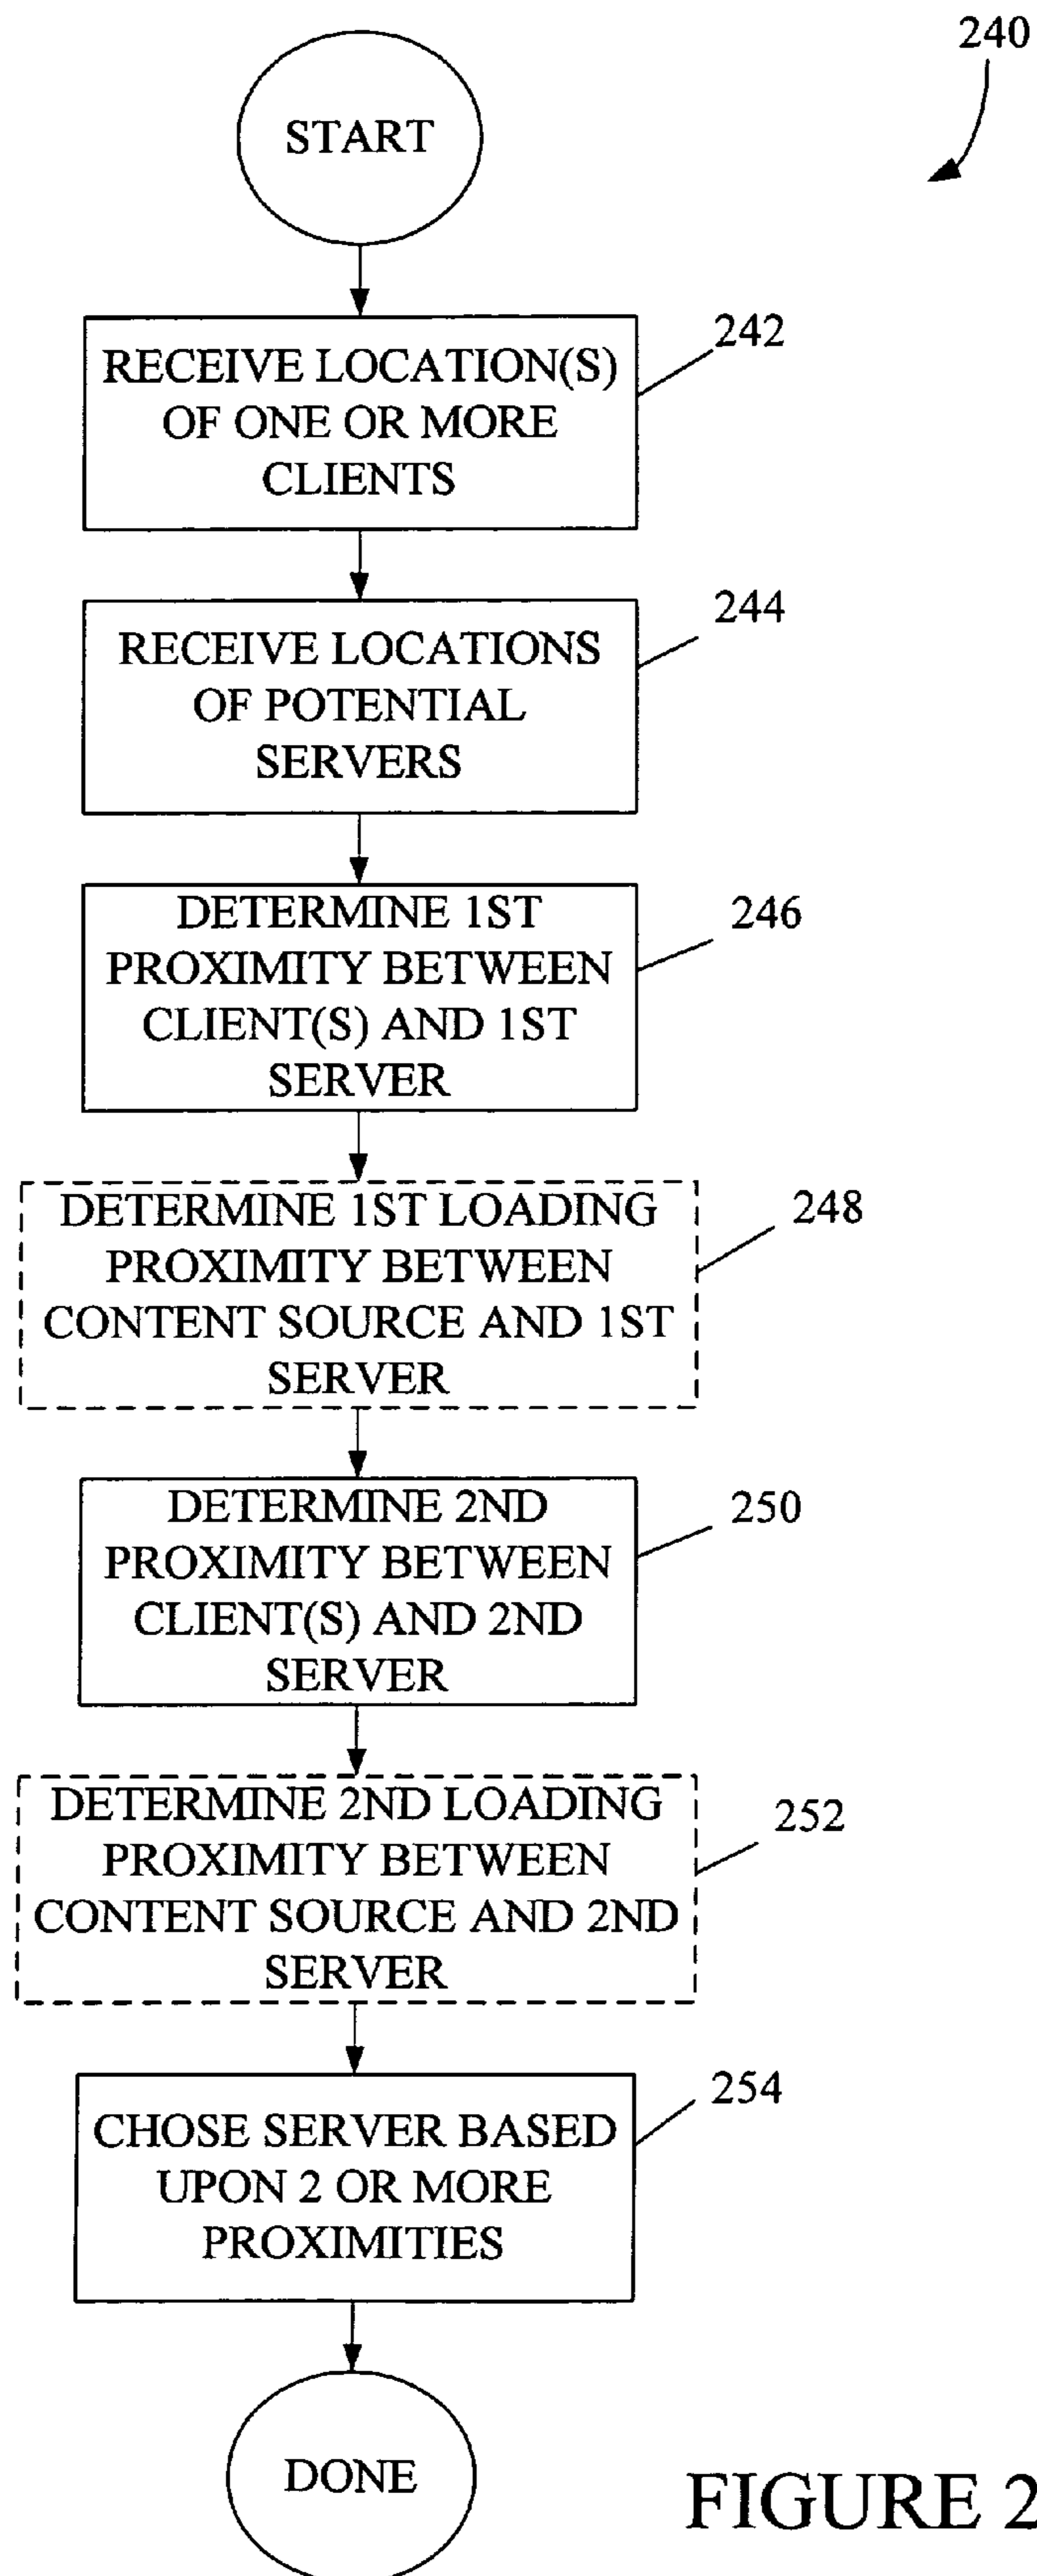 240
START
242
RECEIVE LOCATION(S)
OF ONE OR MORE
CLIENTS
244
RECEIVE LOCATIONS
OF POTENTIAL
SERVERS
246
DETERMINE 1ST
PROXIMITY BETWEEN
CLIENT(S) AND 1ST
SERVER
248
DETERMINE 1ST LOADING
PROXIMITY BETWEEN
CONTENT SOURCE AND 1ST
SERVER
250
DETERMINE 2ND
PROXIMITY BETWEEN
CLIENT(S) AND 2ND
SERVER
252
DETERMINE 2ND LOADING
PROXIMITY BETWEEN
CONTENT SOURCE AND 2ND
SERVER
254
CHOSE SERVER BASED
UPON 2 OR MORE
PROXIMITIES
DONE
FIGURE 2